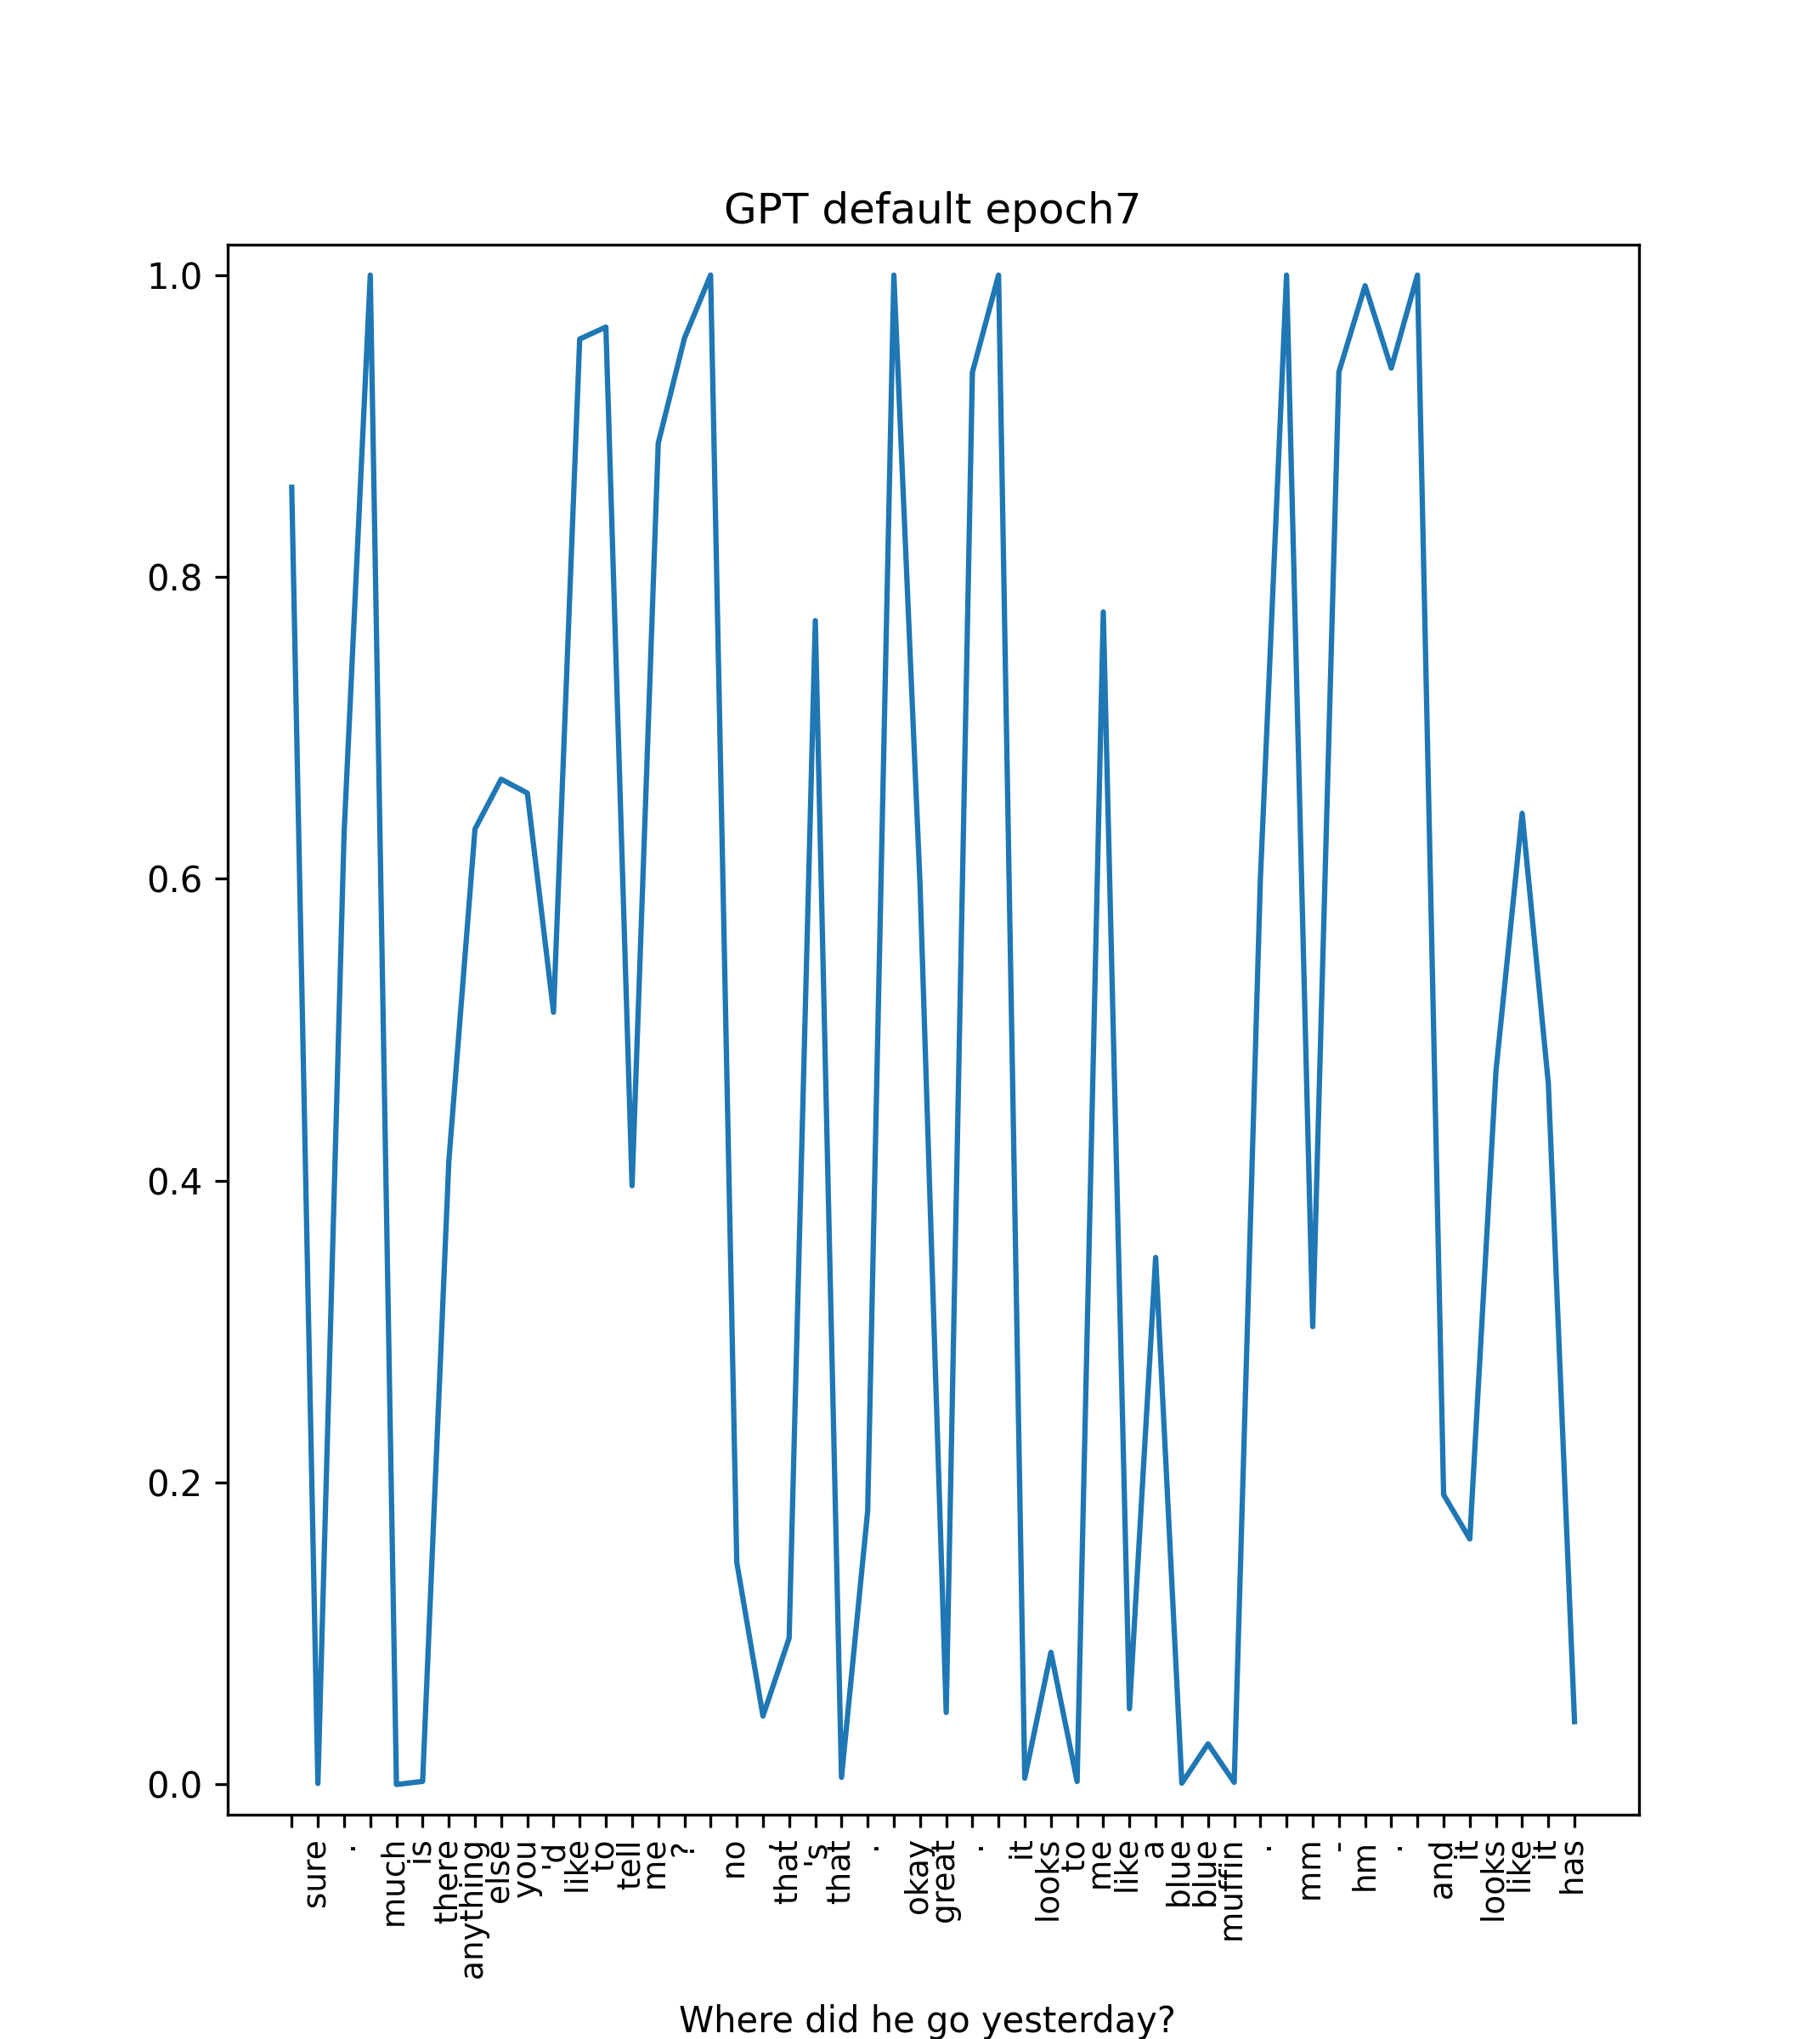 GPT default epoch7
1.0
0.8
0.6
0.4
0.2
0.0
sure
.
much
is
there
anything
else
you
'd
like
to
tell
me
?
no
,
that
's
that
.
okay
great
.
it
looks
to
me
like
a
blue
blue
muffin
.
mm
-
hm
.
and
it
looks
like
it
has
Where did he go yesterday?